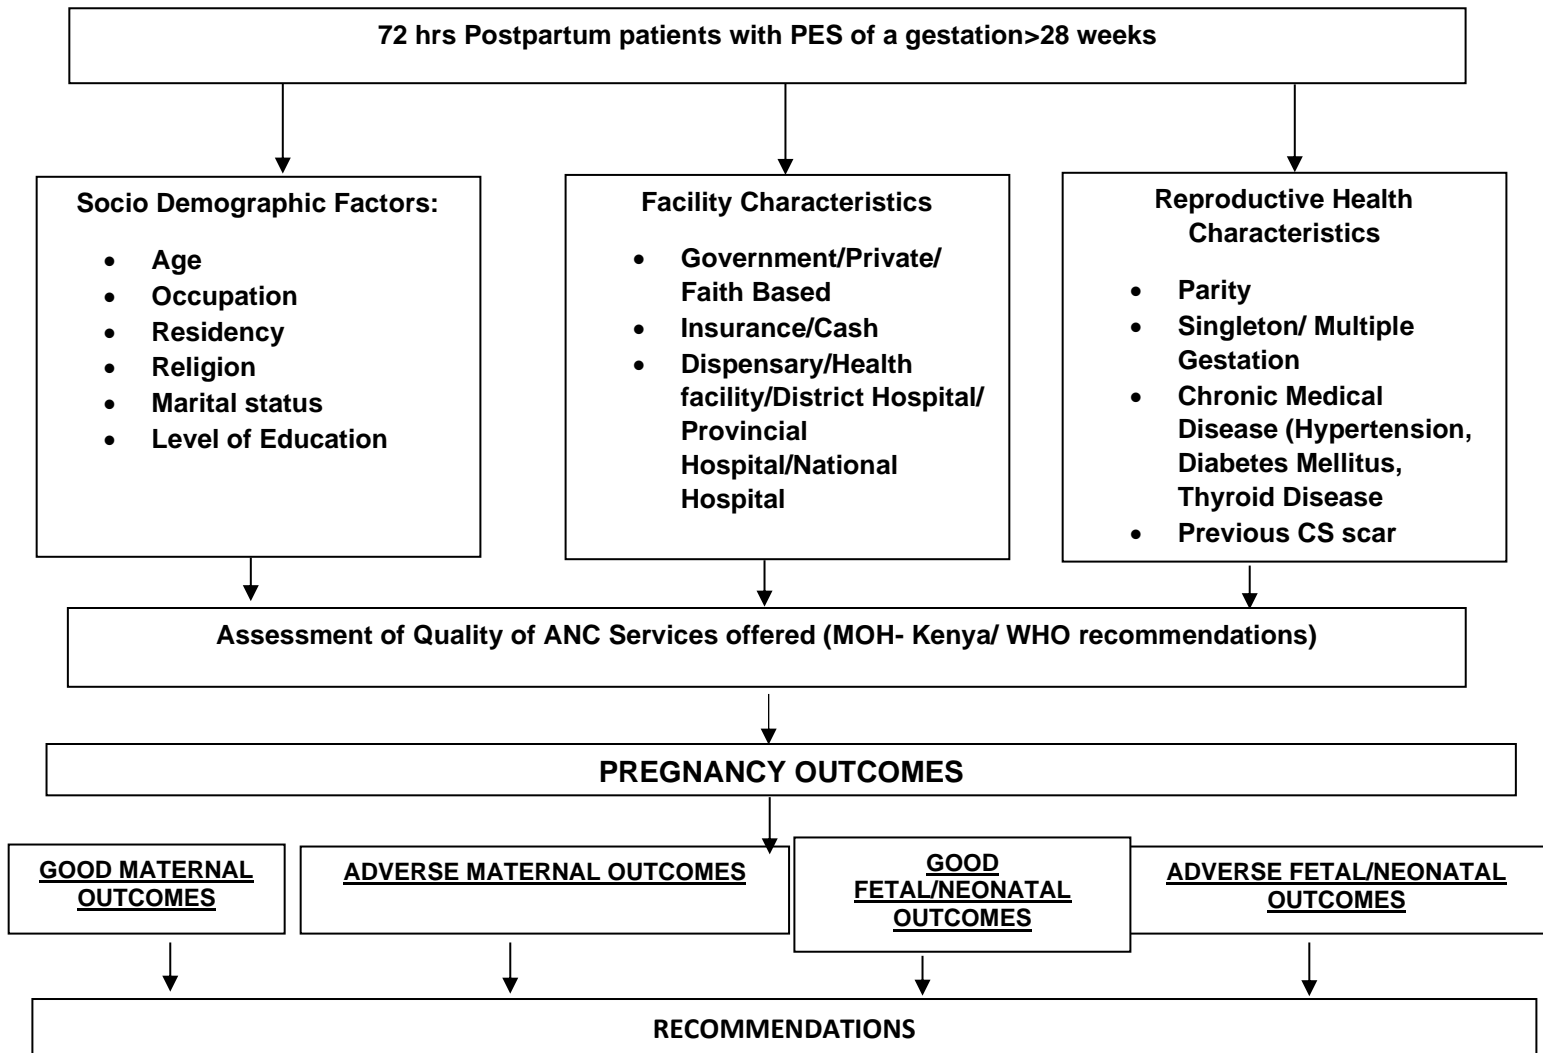 72 hrs Postpartum patients with PES of a gestation>28 weeks
Socio Demographic Factors:
• Age
• Occupation
• Residency
• Religion
• Marital status
• Level of Education
Facility Characteristics
• Government/Private/
Faith Based
• Insurance/Cash
• Dispensary/Health
facility/District Hospital/
Provincial
Hospital/National
Hospital
Reproductive Health
Characteristics
• Parity
• Singleton/ Multiple
Gestation
• Chronic Medical
Disease (Hypertension,
Diabetes Mellitus,
Thyroid Disease
• Previous CS scar
Assessment of Quality of ANC Services offered (MOH- Kenya/ WHO recommendations)
PREGNANCY OUTCOMES
GOOD MATERNAL
OUTCOMES
ADVERSE MATERNAL OUTCOMES
GOOD
FETAL/NEONATAL
OUTCOMES
ADVERSE FETAL/NEONATAL
OUTCOMES
RECOMMENDATIONS